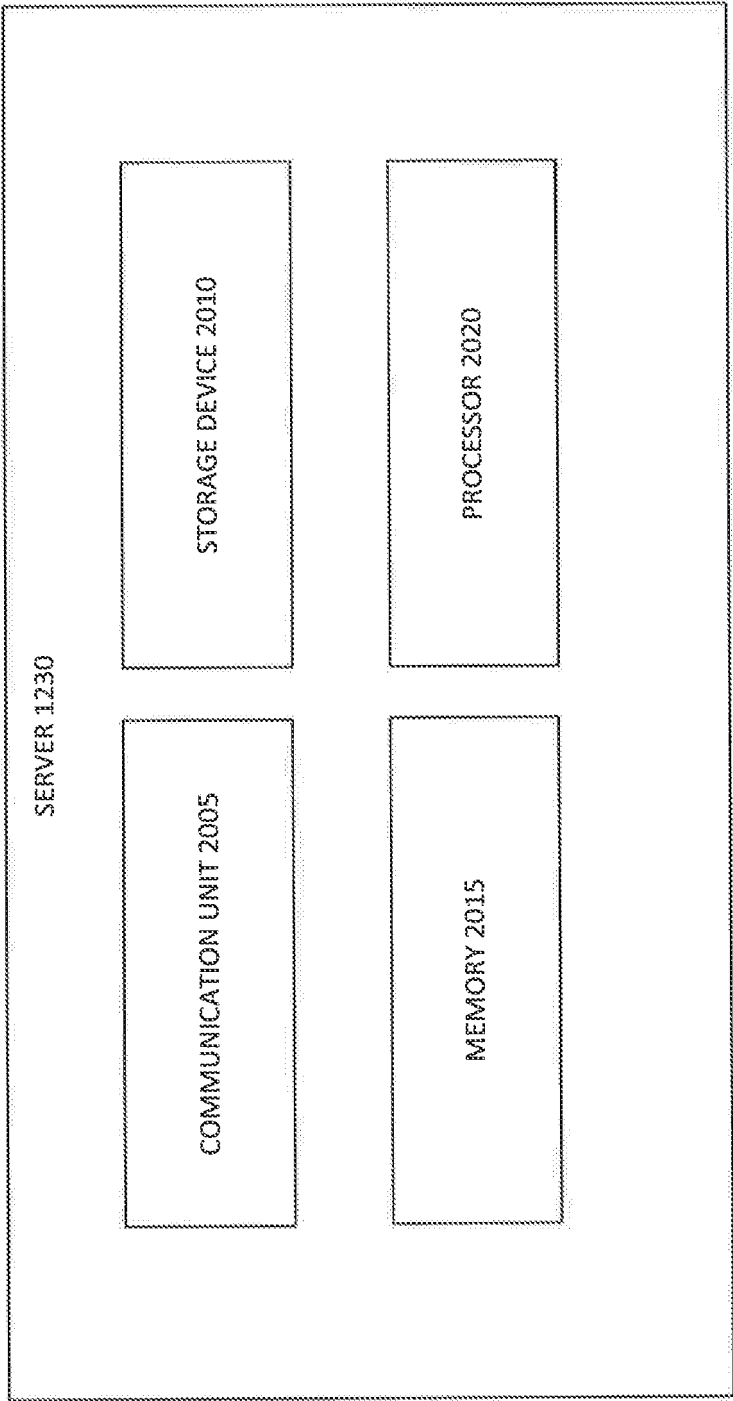 SERVER 1230
COMMUNICATION UNIT 2005
STORAGE DEVICE 2010
MEMORY 2015
PROCESSOR 2020